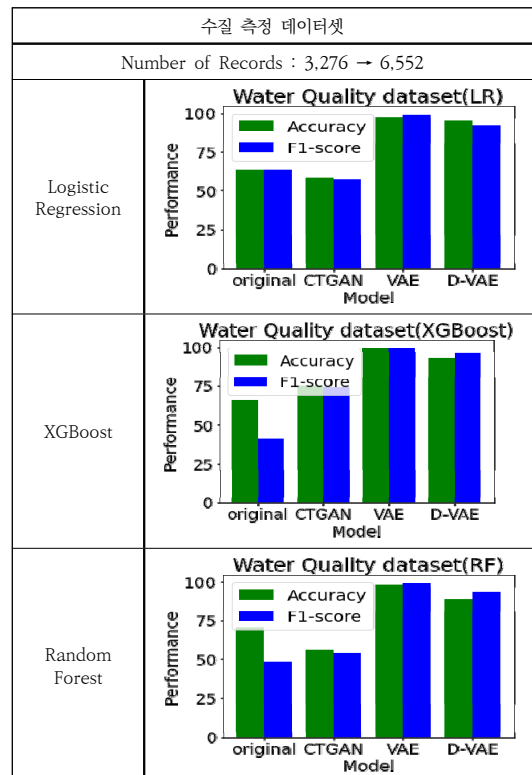 수질 측정 데이터셋
Number of Records : 3,276 → 6,552
Logistic
Regression
Water Quality dataset(LR)
Accuracy
F1-score
100
75
50
25
0
Performance
original CTGAN VAE D-VAE
Model
XGBoost
Water Quality dataset(XGBoost)
Accuracy
F1-score
100
75
50
25
0
Performance
original CTGAN VAE D-VAE
Model
Random
Forest
Water Quality dataset(RF)
Accuracy
F1-score
100
75
50
25
0
Performance
original CTGAN VAE D-VAE
Model